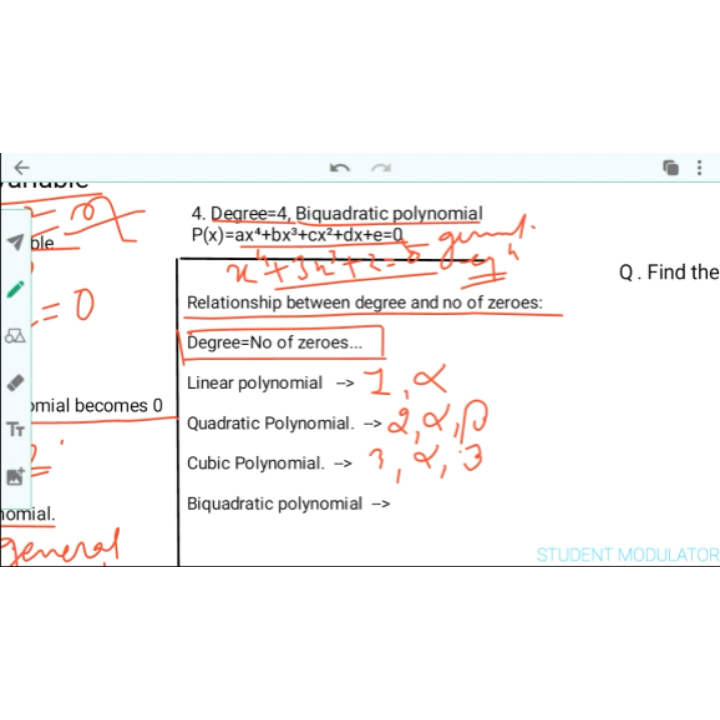 variable
ble
= 0
omial becomes 0
nomial.
general
4. Degree=4, Biquadratic polynomial
P(x)=ax⁴+bx³+cx²+dx+e=0
Relationship between degree and no of zeroes:
Degree=No of zeroes...
Linear polynomial --> 1, α
Quadratic Polynomial. --> 2, α, β
Cubic Polynomial. --> 3, α,
Biquadratic polynomial -->
Q. Find the
STUDENT MODULATOR